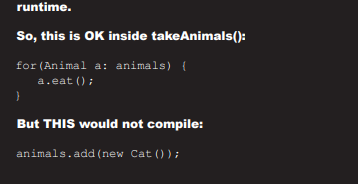 runtime.
So, this is OK inside takeAnimals():
for(Animal a: animals) {
a.eat();
}
But THIS would not compile:
animals.add(new Cat());